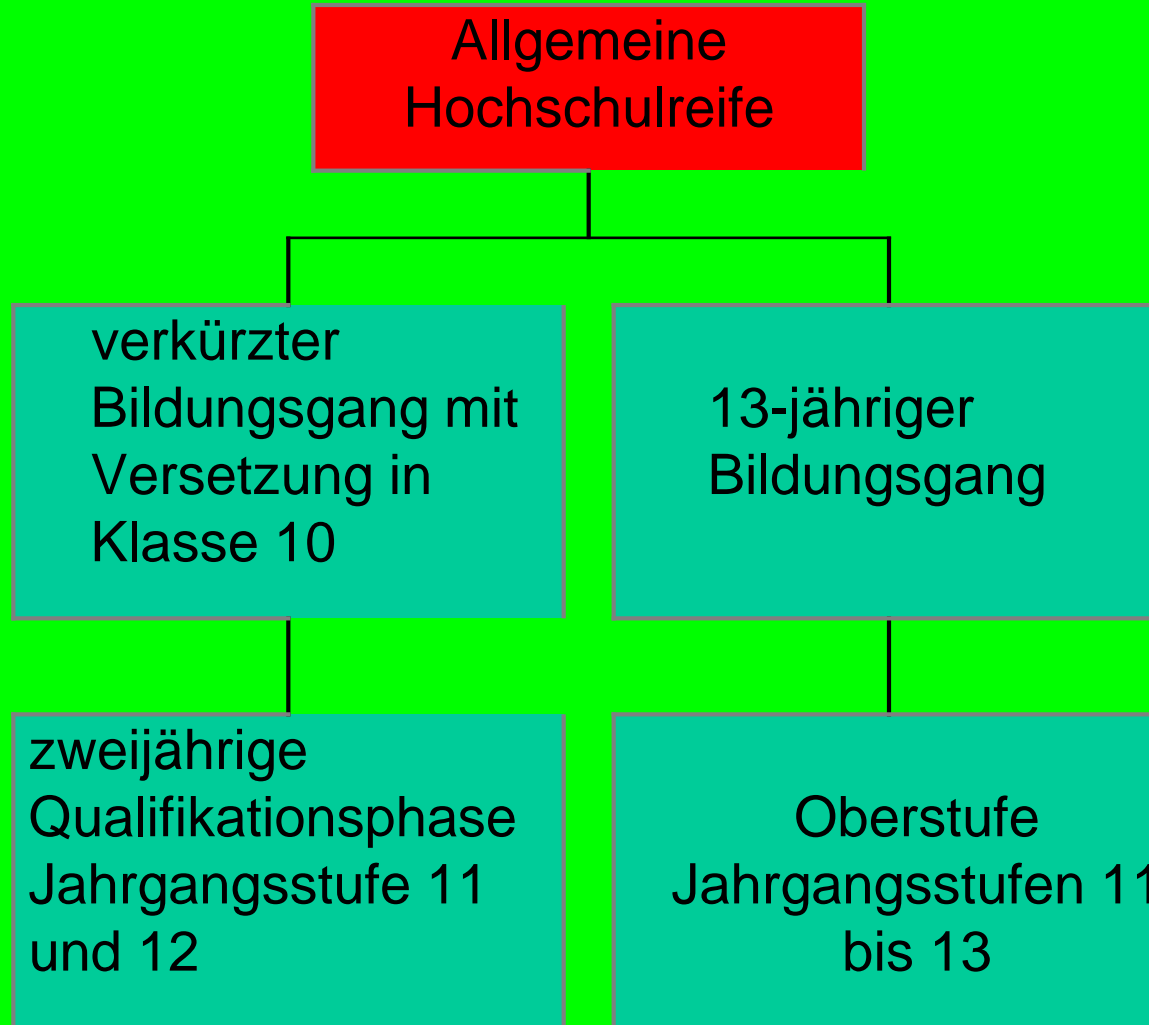 Allgemeine
Hochschulreife
verkürzter
Bildungsgang mit
Versetzung in
Klasse 10
13-jähriger
Bildungsgang
zweijährige
Qualifikationsphase
Jahrgangsstufe 11
und 12
Oberstufe
Jahrgangsstufen 11
bis 13